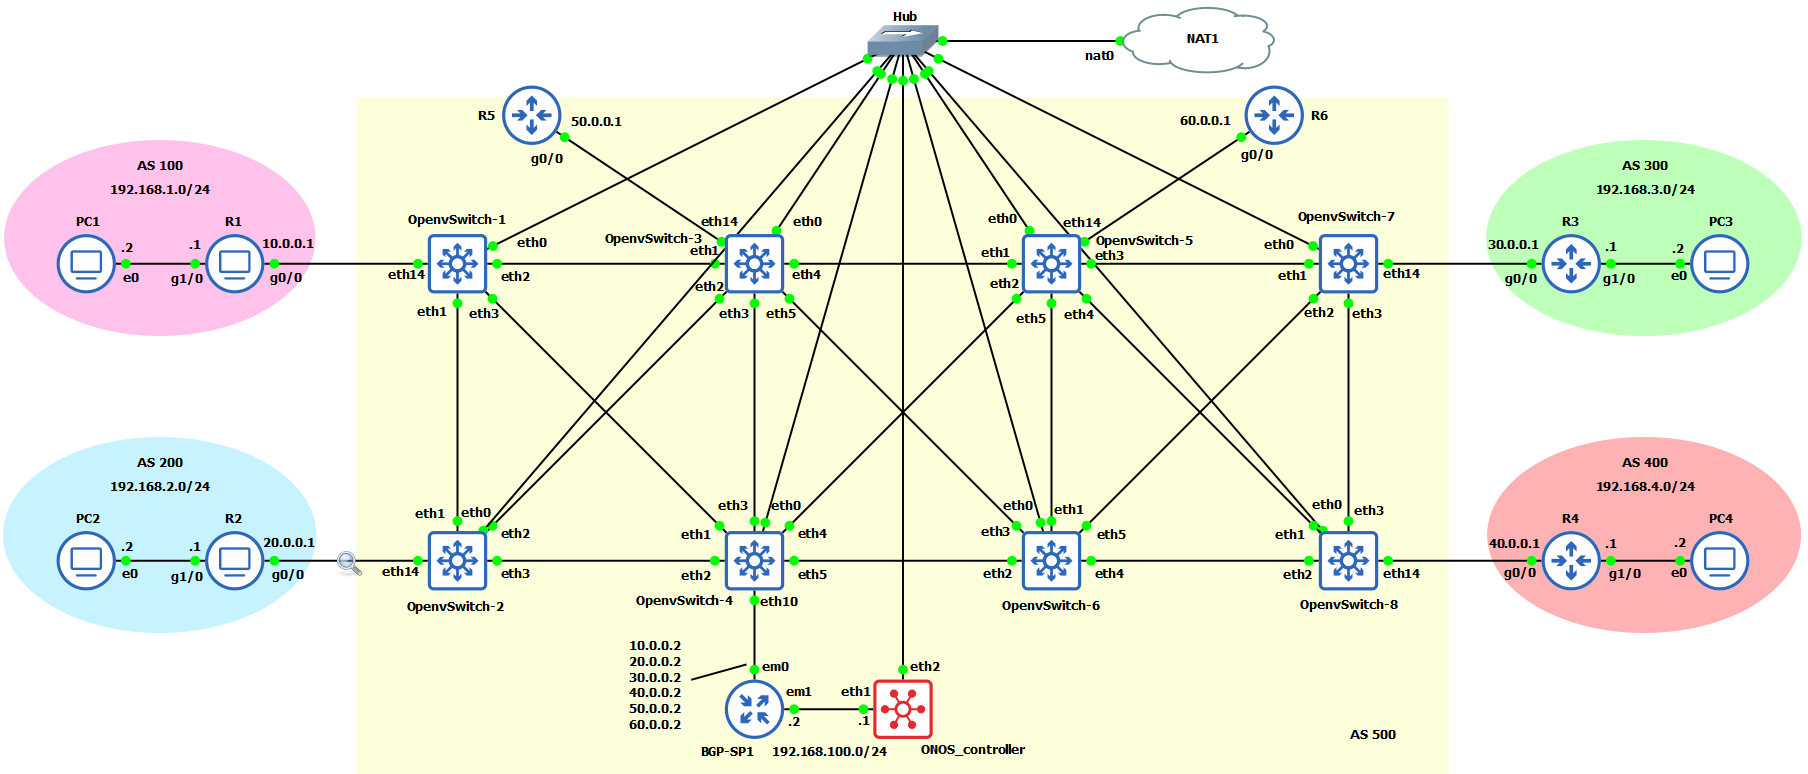 Hub
NAT1
nat0
R5
50.0.0.1
g0/0
60.0.0.1
R6
g0/0
AS 100
192.168.1.0/24
PC1
R1
.2
.1
10.0.0.1
e0
g1/0
g0/0
AS 300
192.168.3.0/24
R3
PC3
30.0.0.1
.1
.2
g0/0
g1/0
e0
OpenvSwitch-1
eth0
eth14
eth2
eth1
eth3
OpenvSwitch-3
eth14
eth0
eth1
eth4
eth2
eth3
eth5
eth0
eth14
OpenvSwitch-5
eth1
eth3
eth2
eth5
eth4
OpenvSwitch-7
eth0
eth1
eth14
eth2
eth3
AS 200
192.168.2.0/24
PC2
R2
.2
.1
20.0.0.1
e0
g1/0
g0/0
eth1
eth0
eth2
eth14
eth3
OpenvSwitch-2
eth3
eth0
eth1
eth4
eth2
eth5
OpenvSwitch-4
eth10
eth0
eth1
eth3
eth5
eth2
eth4
OpenvSwitch-6
eth0
eth3
eth1
eth2
eth14
OpenvSwitch-8
AS 400
192.168.4.0/24
R4
PC4
40.0.0.1
.1
.2
g0/0
g1/0
e0
10.0.0.2
20.0.0.2
30.0.0.2
40.0.0.2
50.0.0.2
60.0.0.2
em0
eth2
em1
eth1
.2
.1
BGP-SP1
192.168.100.0/24
ONOS_controller
AS 500